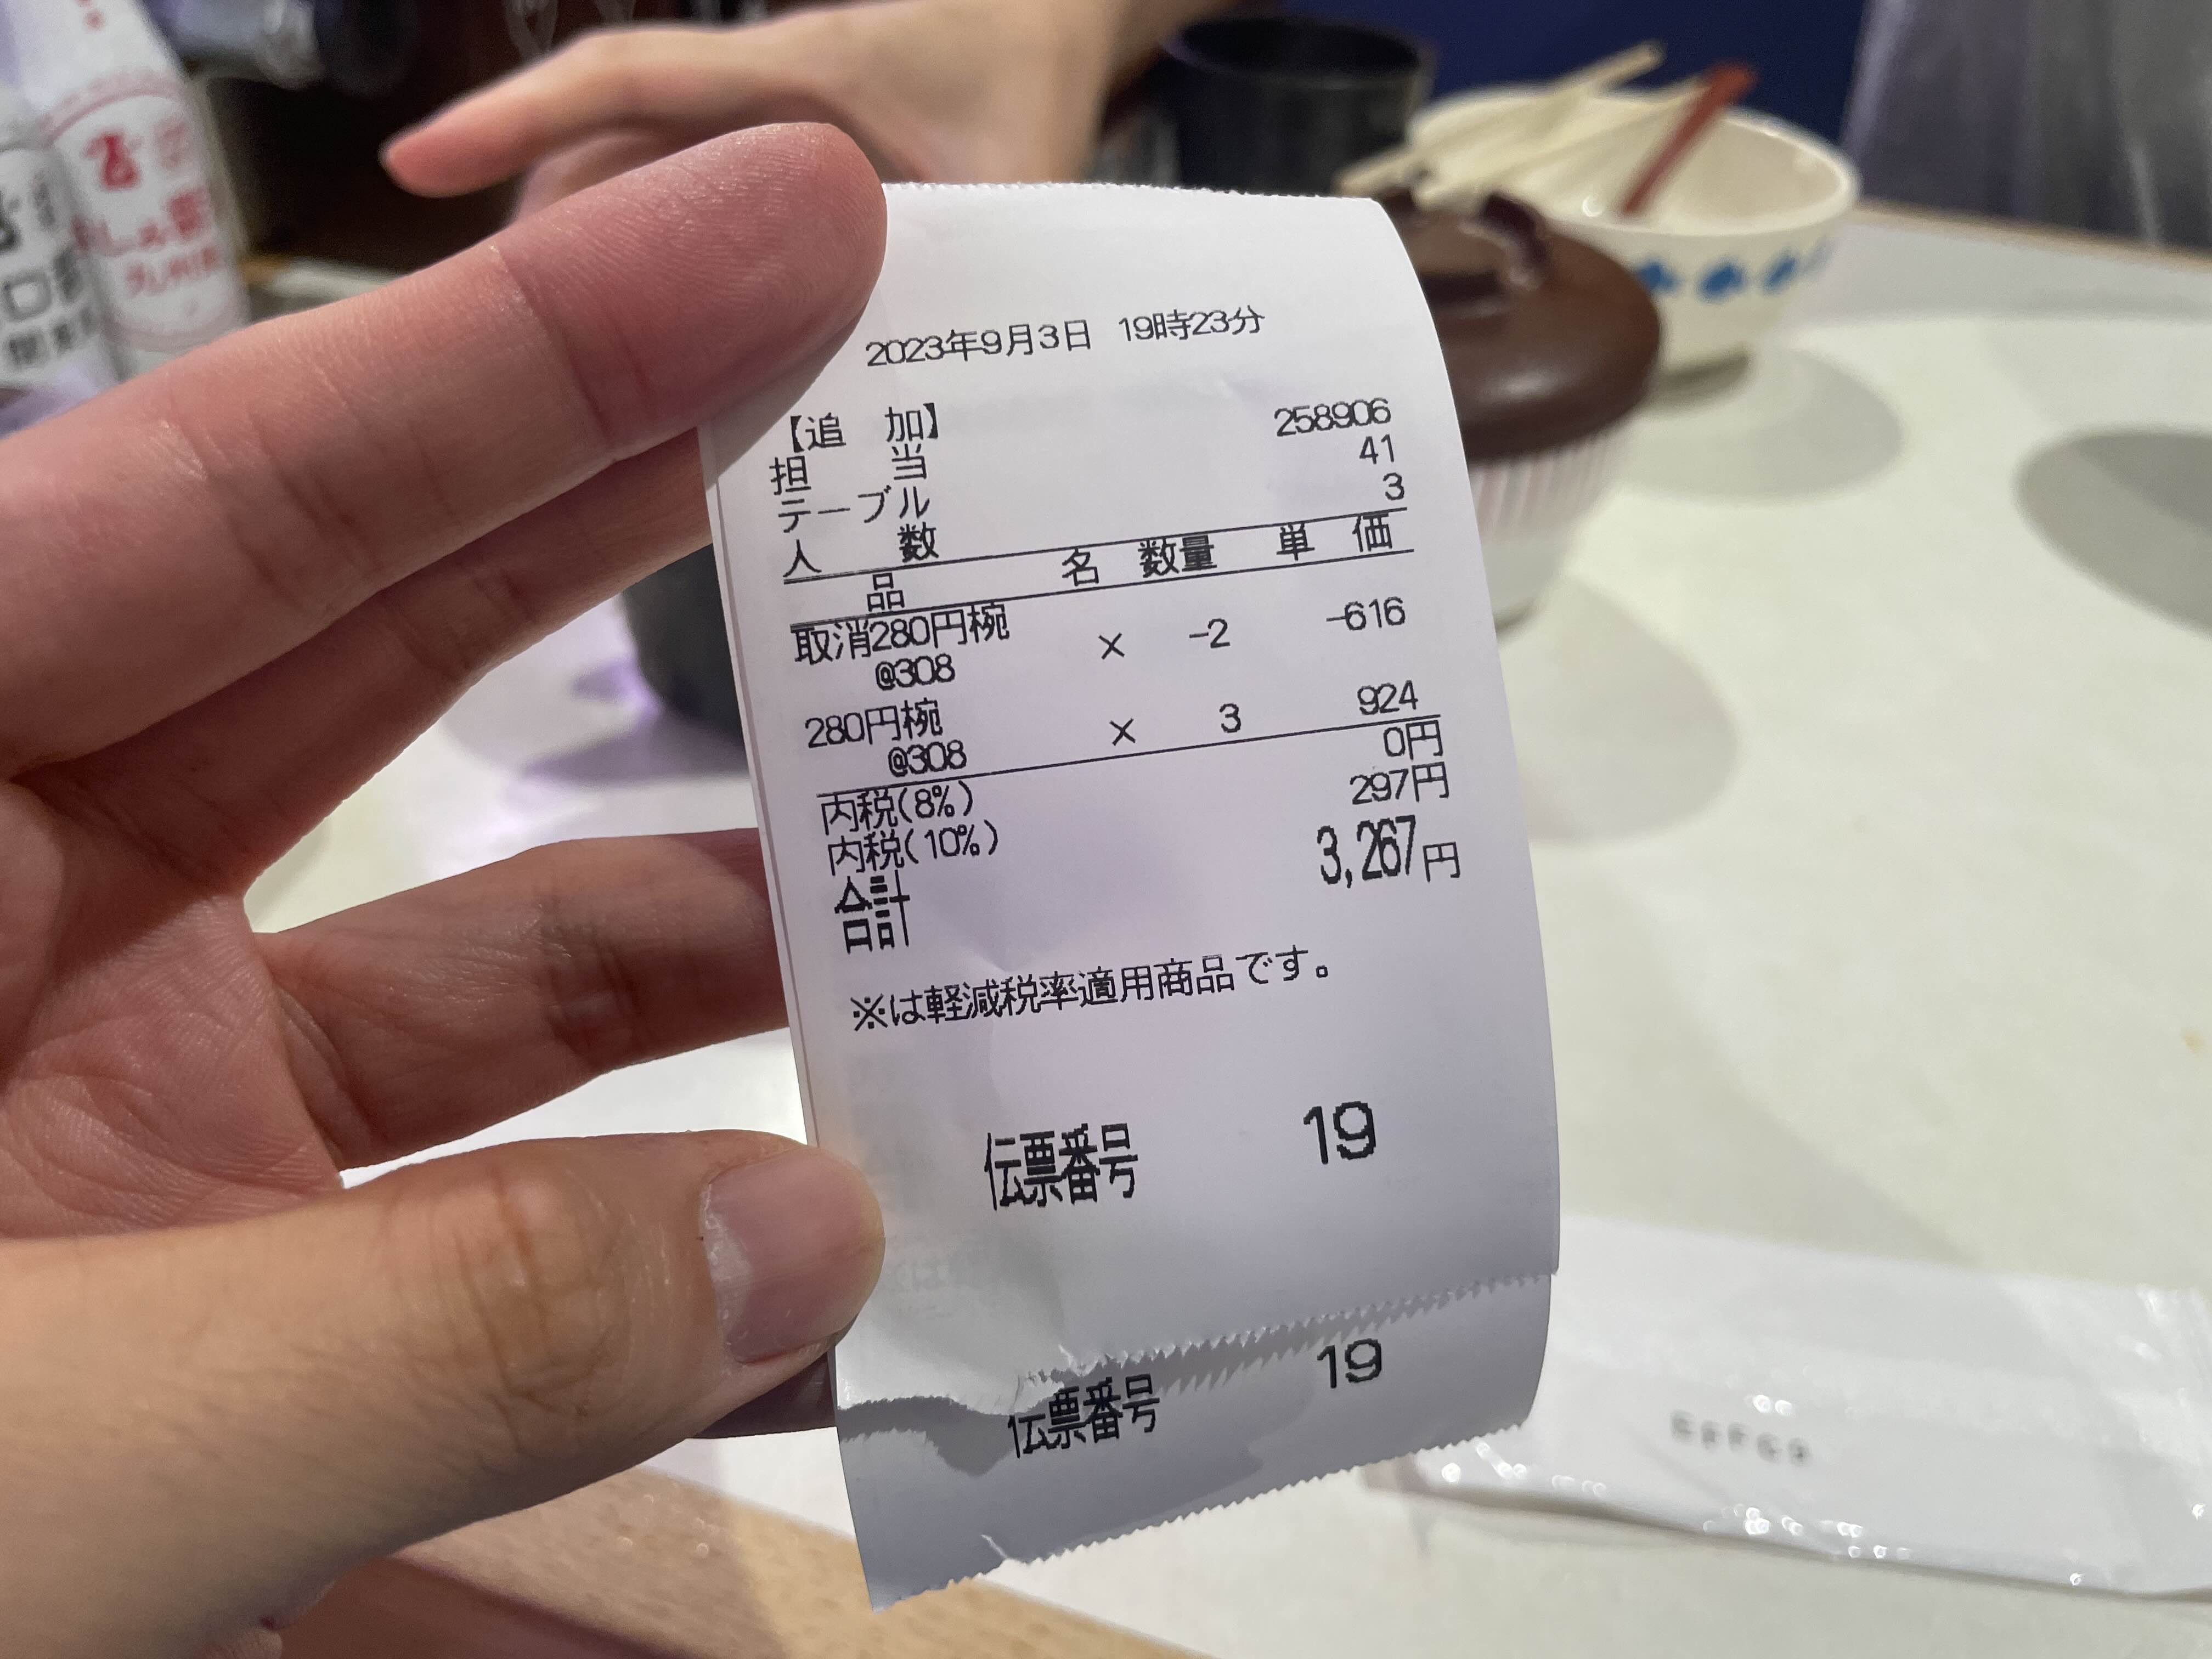 2023年9月3日 19時23分
【追 加】 258906
担 当 41
テーブル 3
人 数
品 名 数量 単 価
取消280円椀 × -2 -616
@308
280円椀 × 3 924
@308
内税(8%) 0円
内税(10%) 297円
合計 3,267円
※は軽減税率適用商品です。
伝票番号 19
伝票番号 19
九州